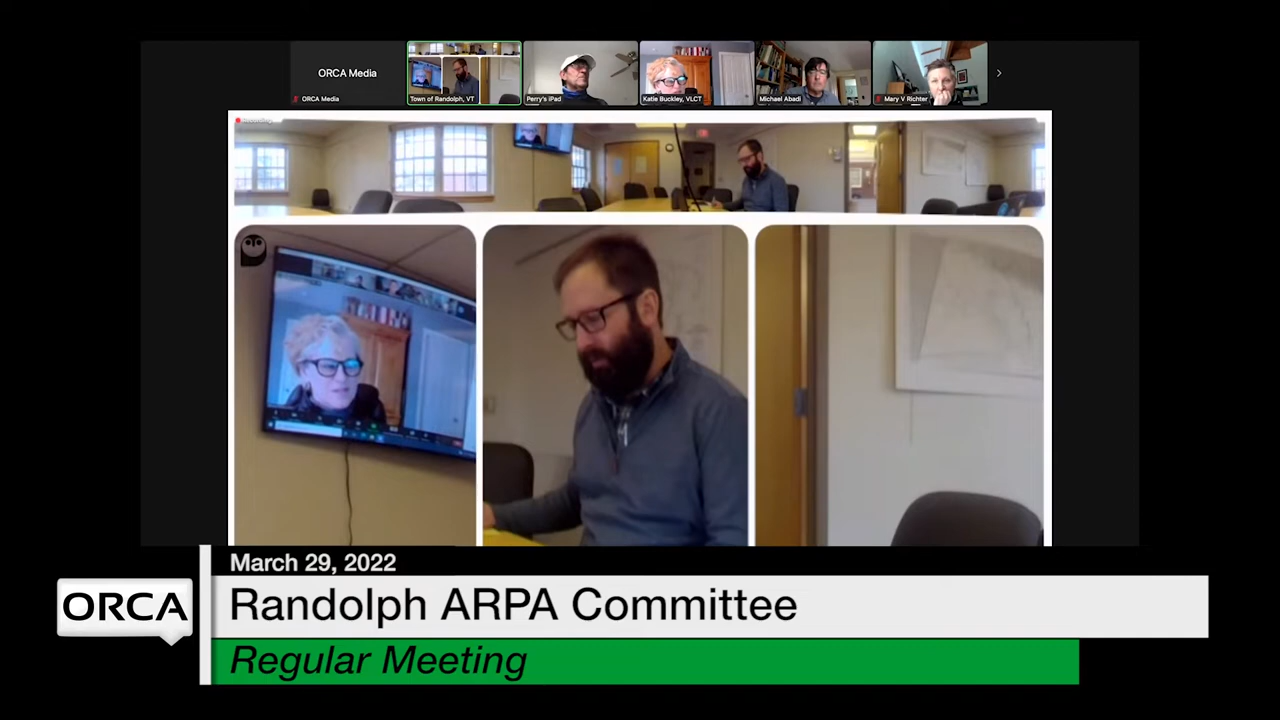 ORCA Media
ORCA Media
Town of Randolph, VT
Perry's iPad
Katie Buckley, VLCT
Michael Abadi
Mary V Richter
Recording
March 29, 2022
ORCA
Randolph ARPA Committee
Regular Meeting